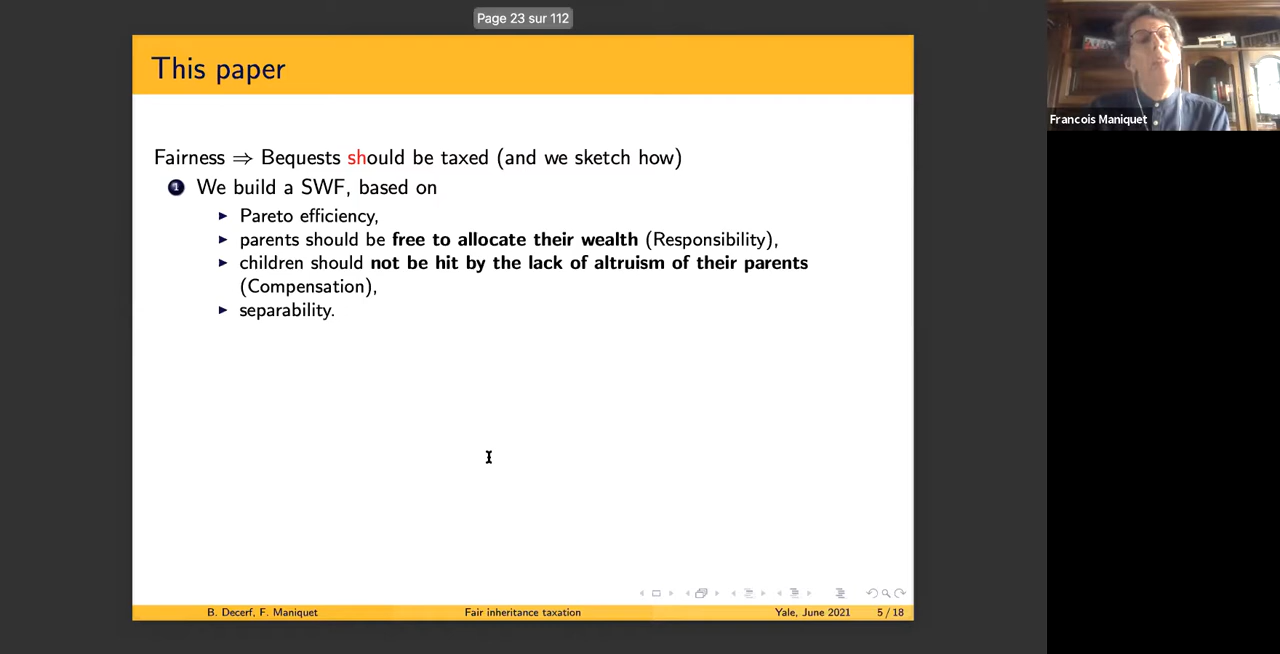 Page 23 sur 112
This paper
Francois Maniquet
Fairness ⇒ Bequests should be taxed (and we sketch how)
1 We build a SWF, based on
▶ Pareto efficiency,
▶ parents should be free to allocate their wealth (Responsibility),
▶ children should not be hit by the lack of altruism of their parents
(Compensation),
▶ separability.
B. Decerf, F. Maniquet Fair inheritance taxation Yale, June 2021 5 / 18